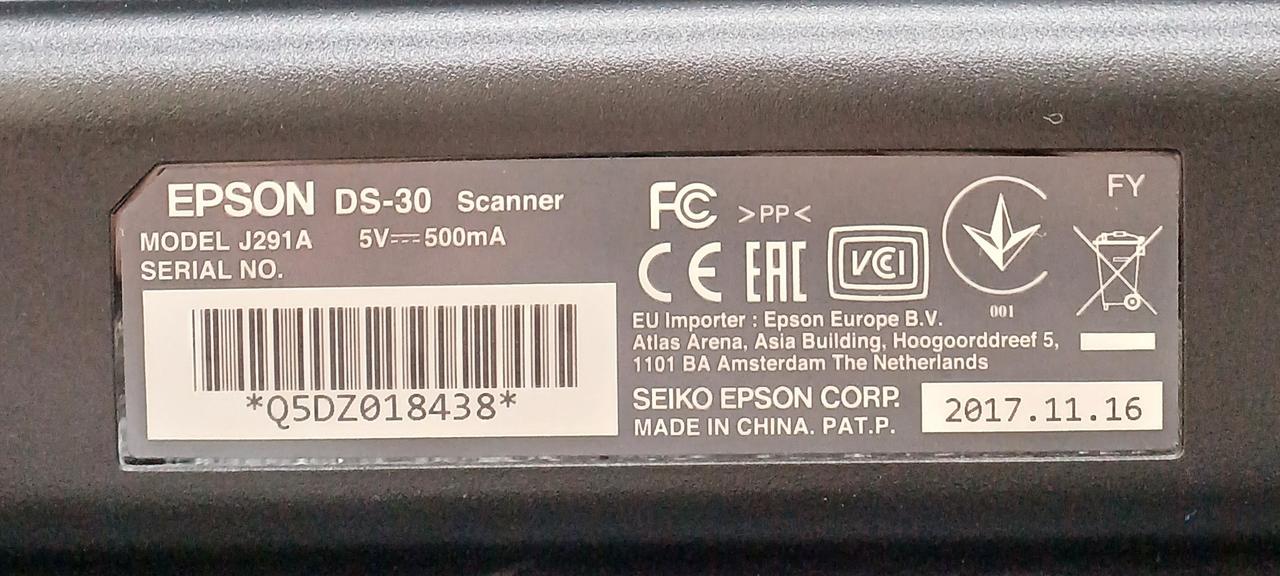 EPSON DS-30 Scanner
MODEL J291A 5V⎓500mA
SERIAL NO.
*Q5DZ018438*
FC >PP< FY
CE EAC VCCI
001
EU Importer : Epson Europe B.V.
Atlas Arena, Asia Building, Hoogoorddreef 5,
1101 BA Amsterdam The Netherlands
SEIKO EPSON CORP.
MADE IN CHINA. PAT.P.
2017.11.16